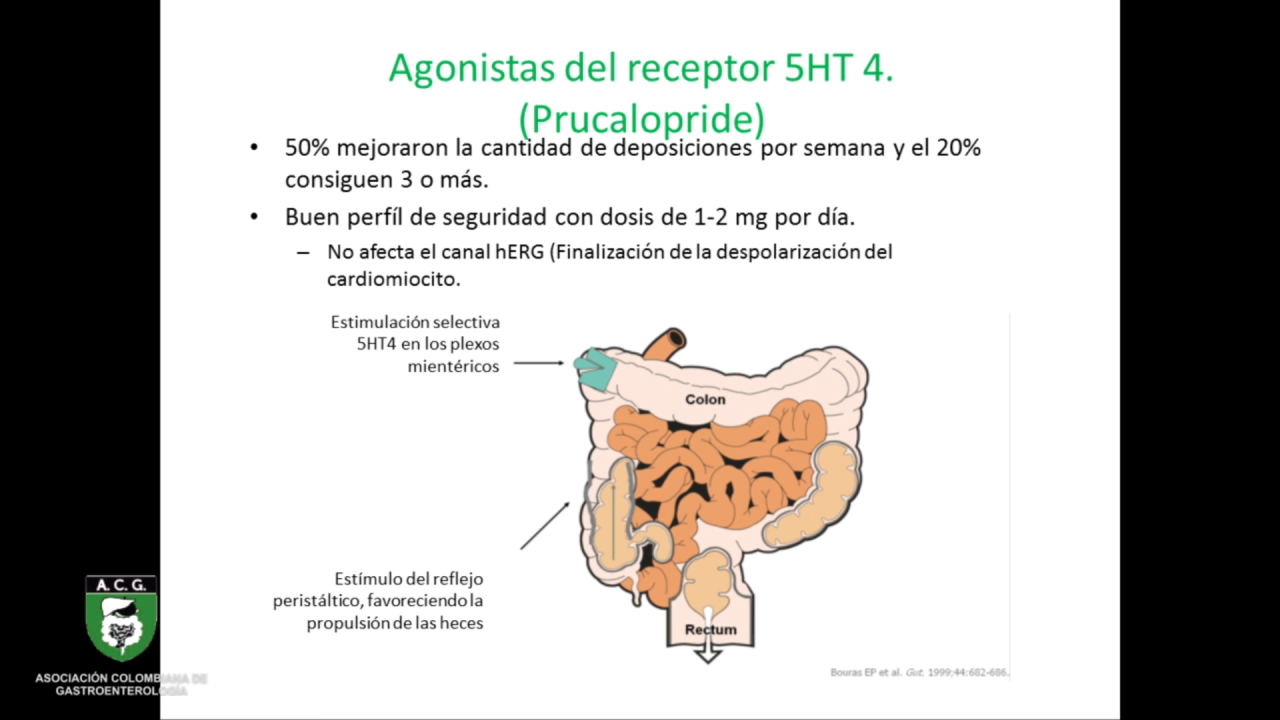 Agonistas del receptor 5HT 4.
(Prucalopride)
• 50% mejoraron la cantidad de deposiciones por semana y el 20%
consiguen 3 o más.
• Buen perfíl de seguridad con dosis de 1-2 mg por día.
– No afecta el canal hERG (Finalización de la despolarización del
cardiomiocito.
Estimulación selectiva
5HT4 en los plexos
mientéricos
Colon
Estímulo del reflejo
peristáltico, favoreciendo la
propulsión de las heces
Rectum
Bouras EP et al. Gut. 1999;44:682-686.
A. C. G.
ASOCIACIÓN COLOMBIANA DE
GASTROENTEROLOGÍA